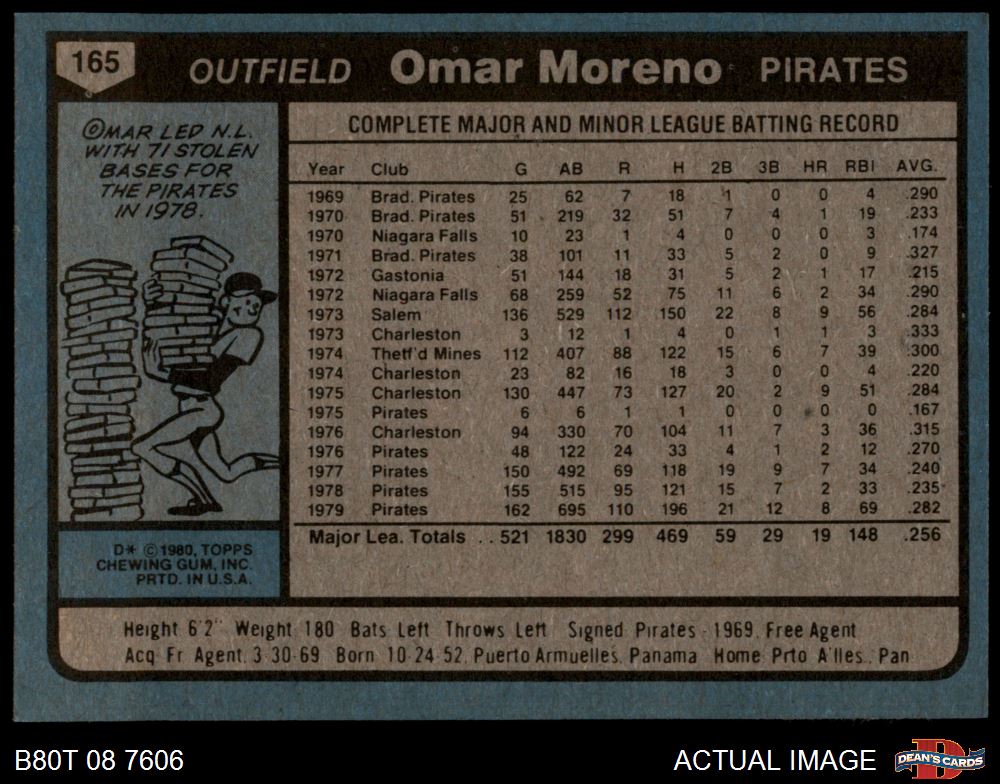 165 OUTFIELD Omar Moreno PIRATES
OMAR LED N.L.
WITH 71 STOLEN
BASES FOR
THE PIRATES
IN 1978.
COMPLETE MAJOR AND MINOR LEAGUE BATTING RECORD
Year Club G AB R H 2B 3B HR RBI AVG.
1969 Brad. Pirates 25 62 7 18 1 0 0 4 .290
1970 Brad. Pirates 51 219 32 51 7 4 1 19 .233
1970 Niagara Falls 10 23 1 4 0 0 0 3 .174
1971 Brad. Pirates 38 101 11 33 5 2 0 9 .327
1972 Gastonia 51 144 18 31 5 2 1 17 .215
1972 Niagara Falls 68 259 52 75 11 6 2 34 .290
1973 Salem 136 529 112 150 22 8 9 56 .284
1973 Charleston 3 12 1 4 0 1 1 3 .333
1974 Thetf'd Mines 112 407 88 122 15 6 7 39 .300
1974 Charleston 23 82 16 18 3 0 0 4 .220
1975 Charleston 130 447 73 127 20 2 9 51 .284
1975 Pirates 6 6 1 1 0 0 0 0 .167
1976 Charleston 94 330 70 104 11 7 3 36 .315
1976 Pirates 48 122 24 33 4 1 2 12 .270
1977 Pirates 150 492 69 118 19 9 7 34 .240
1978 Pirates 155 515 95 121 15 7 2 33 .235
1979 Pirates 162 695 110 196 21 12 8 69 .282
Major Lea. Totals . . 521 1830 299 469 59 29 19 148 .256
D* © 1980, TOPPS
CHEWING GUM, INC.
PRTD. IN U.S.A.
Height 6'2" Weight 180 Bats Left Throws Left Signed Pirates - 1969, Free Agent
Acq. Fr Agent, 3-30-69 Born 10-24-52, Puerto Armuelles, Panama Home Prto A'lles., Pan
B80T 08 7606 ACTUAL IMAGE D DEAN'S CARDS